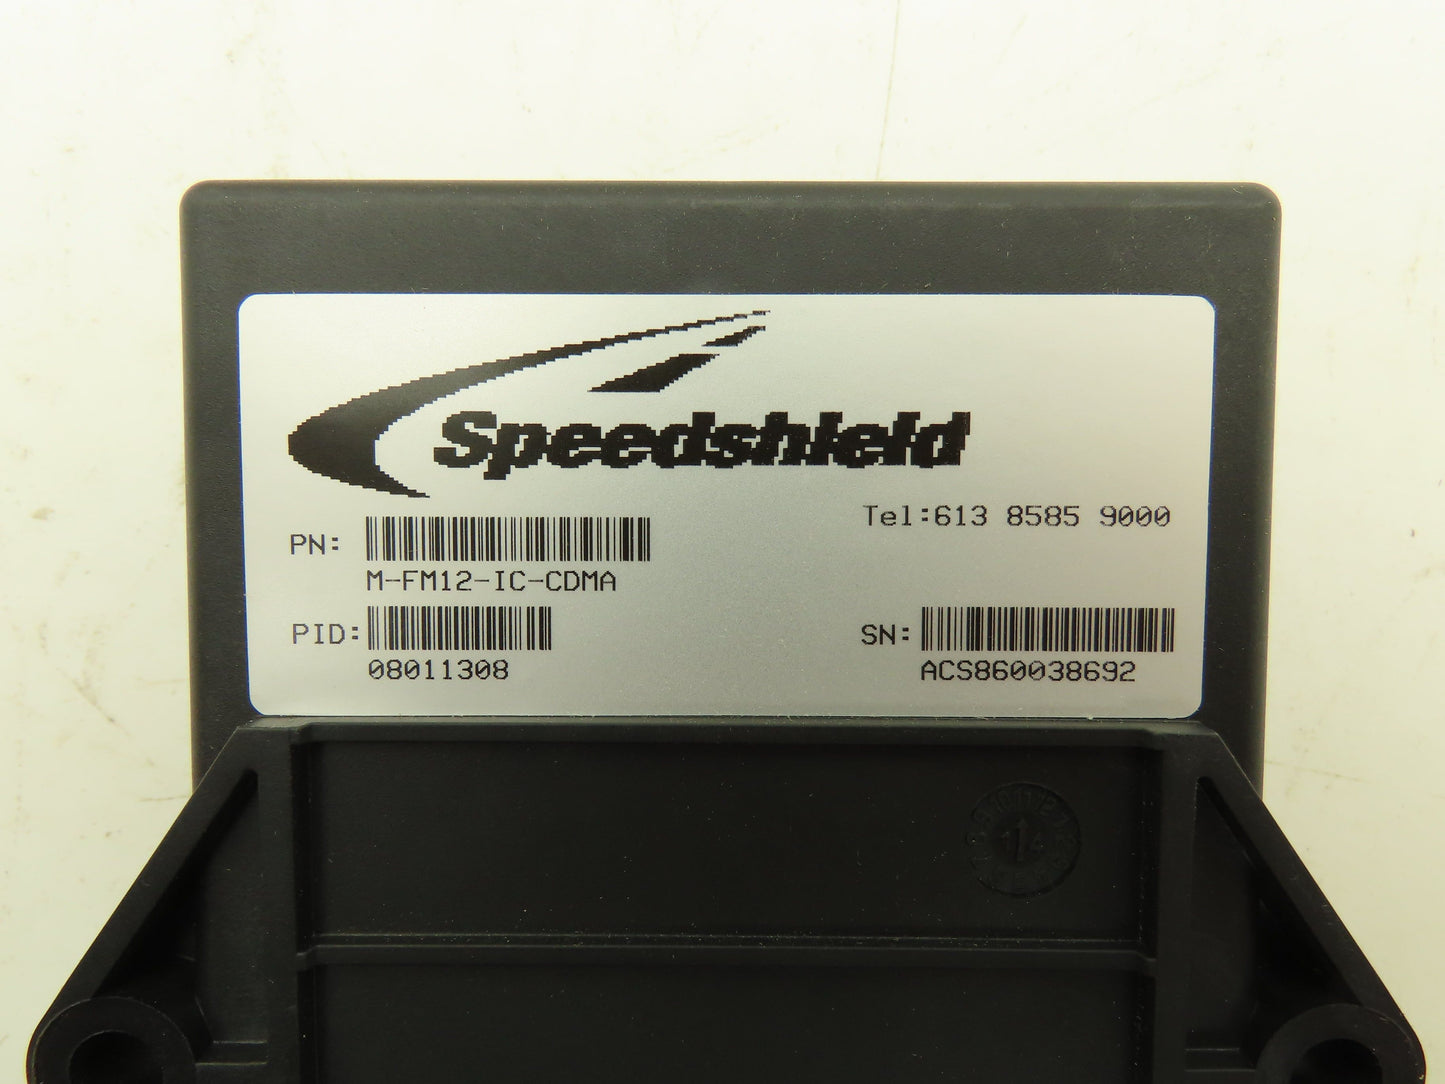 Speedshield
Tel:613 8585 9000
PN:
M-FM12-IC-CDMA
PID:
08011308
SN:
ACS860038692